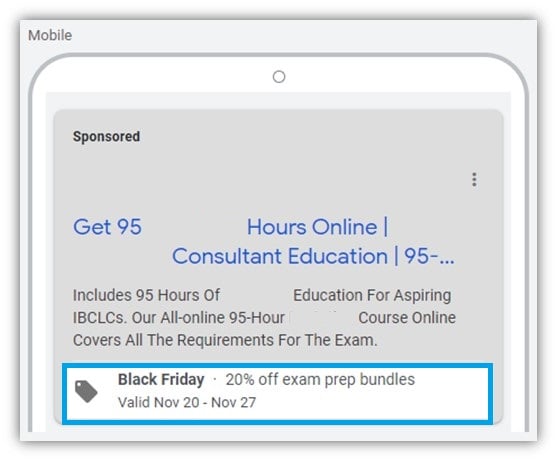 Mobile
Sponsored
Get 95 Hours Online |
Consultant Education | 95-...
Includes 95 Hours Of Education For Aspiring
IBCLCs. Our All-online 95-Hour Course Online
Covers All The Requirements For The Exam.
Black Friday · 20% off exam prep bundles
Valid Nov 20 - Nov 27